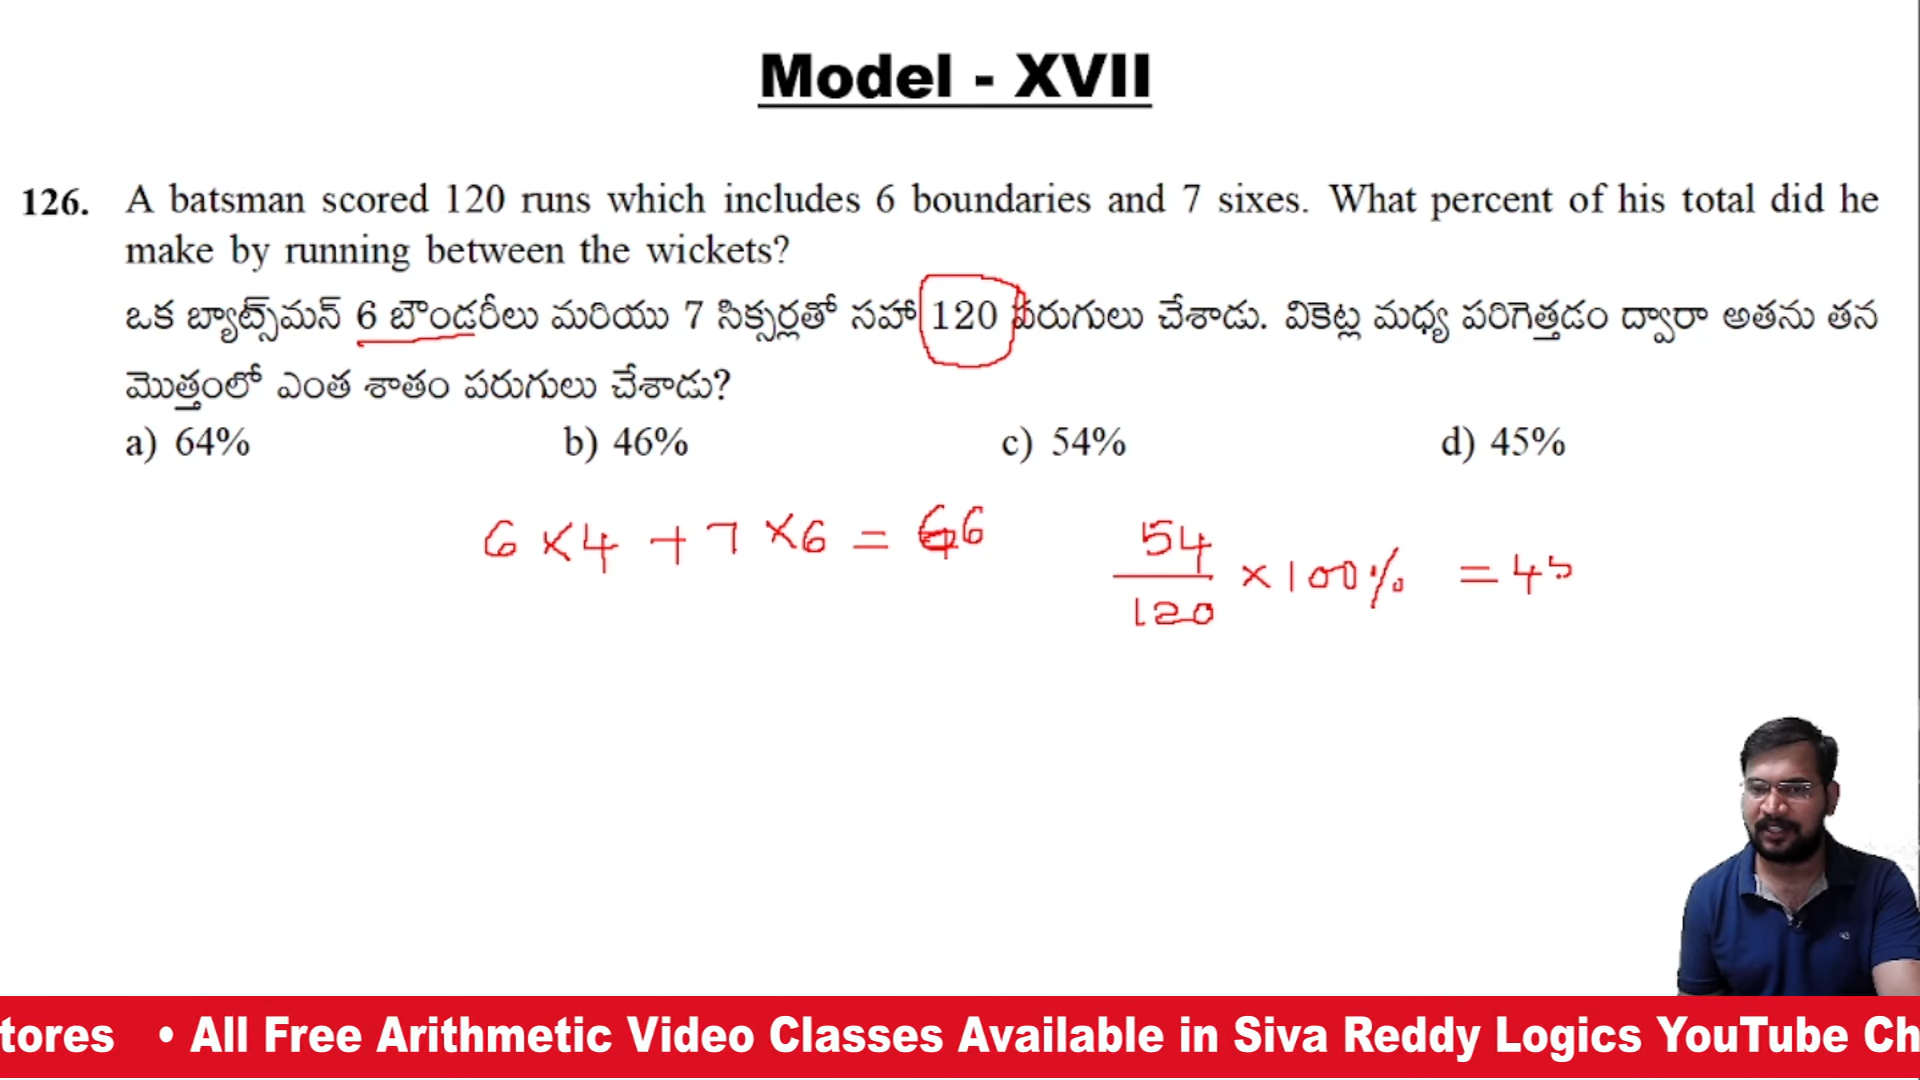 Model - XVII
126. A batsman scored 120 runs which includes 6 boundaries and 7 sixes. What percent of his total did he
make by running between the wickets?
ఒక బ్యాట్స్‌మన్ 6 బౌండరీలు మరియు 7 సిక్సర్లతో సహా 120 పరుగులు చేశాడు. వికెట్ల మధ్య పరిగెత్తడం ద్వారా అతను తన
మొత్తంలో ఎంత శాతం పరుగులు చేశాడు?
a) 64% b) 46% c) 54% d) 45%
6 × 4 + 7 × 6 = 66
54
120 × 100% = 45
tores • All Free Arithmetic Video Classes Available in Siva Reddy Logics YouTube Ch